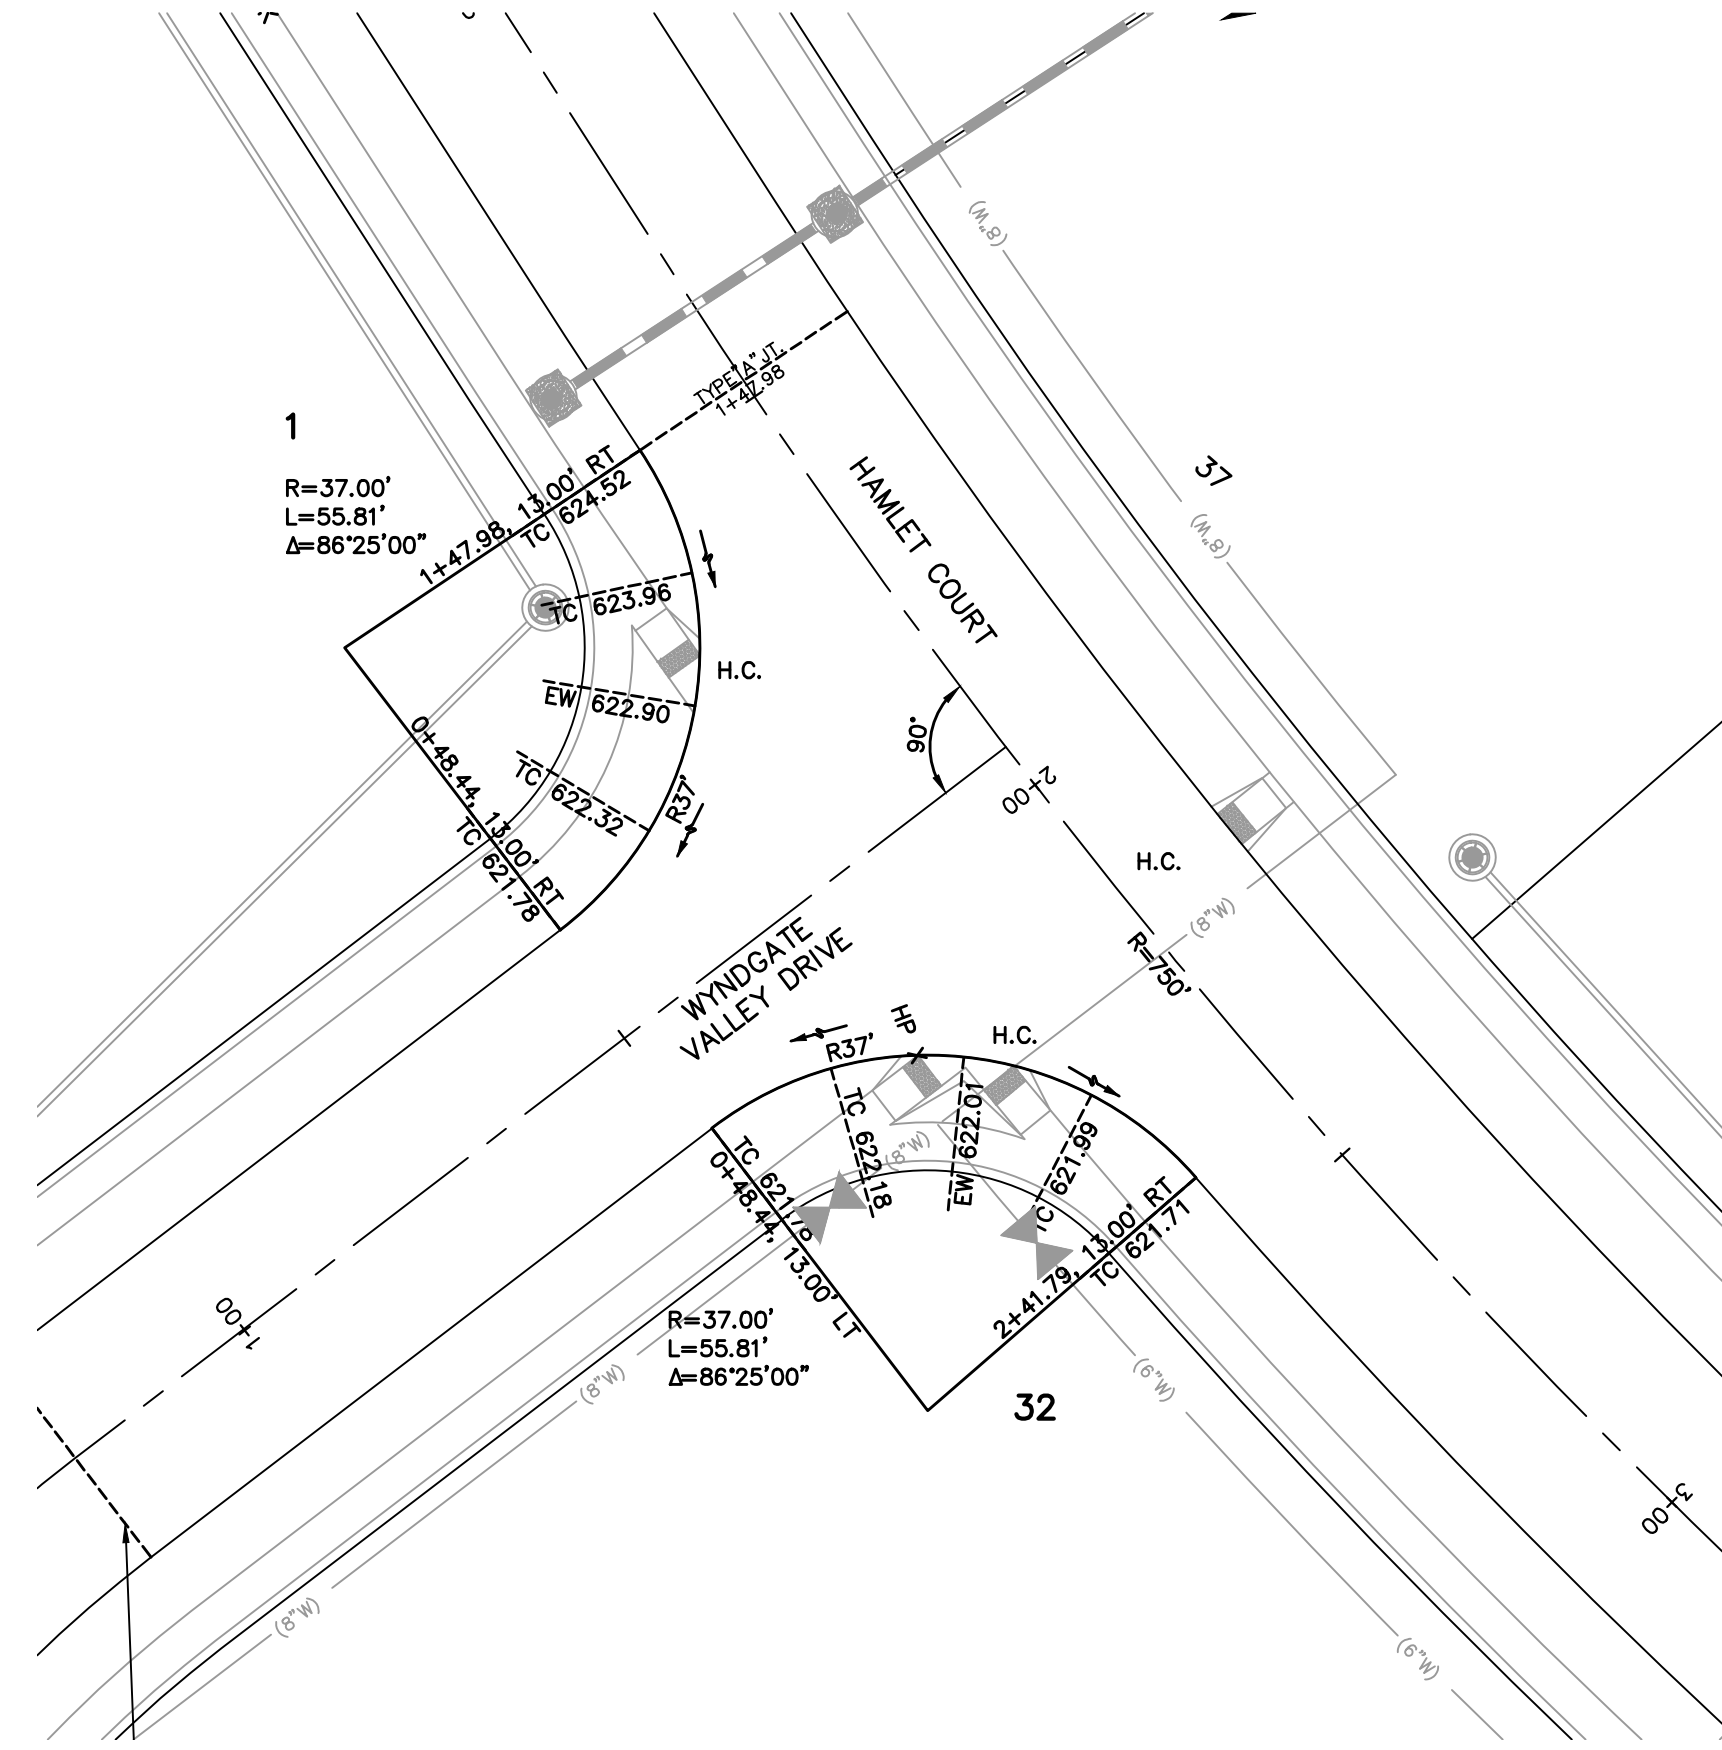 (8"W)
TYPE "A" JT.
1+47.98
1
R=37.00'
L=55.81'
Δ=86°25'00"
1+47.98, 13.00' RT
TC 624.52
37
HAMLET COURT
(8"W)
TC 623.96
H.C.
EW 622.90
90°
0+48.44, 13.00' RT
TC 621.78
TC 622.32
R37'
2+00
H.C.
(8"W)
R=750'
WYNDGATE
VALLEY DRIVE
HP
H.C.
R37'
TC 622.18
EW 622.01
(8"W)
TC 621.99
TC 621.78
0+48.44, 13.00' LT
2+41.79, 13.00' RT
TC 621.71
1+00
R=37.00'
L=55.81'
Δ=86°25'00"
(8"W)
(6"W)
32
3+00
(8"W)
(6"W)